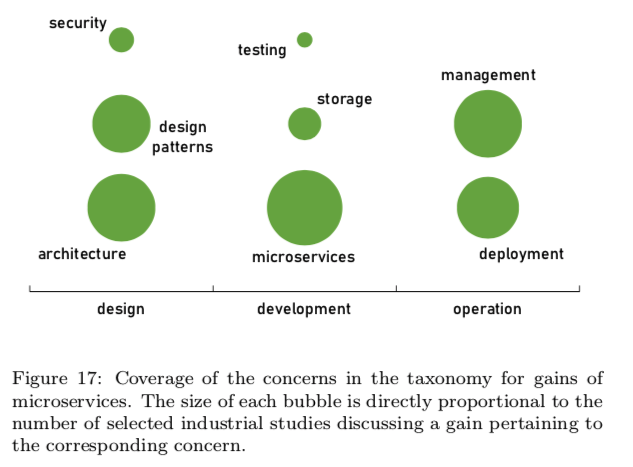 security
testing
management
storage
design
patterns
architecture
microservices
deployment
design
development
operation
Figure 17: Coverage of the concerns in the taxonomy for gains of
microservices. The size of each bubble is directly proportional to the
number of selected industrial studies discussing a gain pertaining to
the corresponding concern.